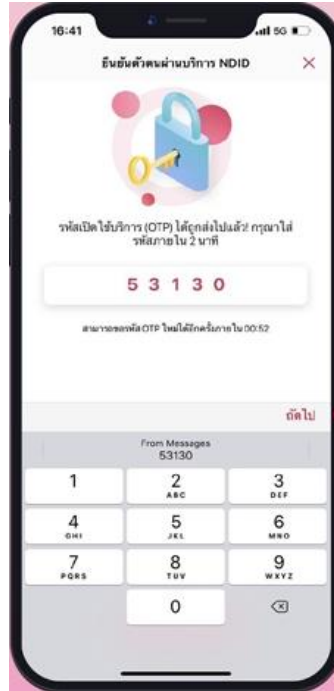 16:41
5G
ยืนยันตัวตนผ่านบริการ NDID
รหัสเปิดใช้บริการ (OTP) ได้ถูกส่งไปแล้ว! กรุณาใส่
รหัสภายใน 2 นาที
5 3 1 3 0
สามารถขอรหัส OTP ใหม่ได้อีกครั้งภายใน 00:52
ถัดไป
From Messages
53130
1 2 3
ABC DEF
4 5 6
GHI JKL MNO
7 8 9
PQRS TUV WXYZ
0